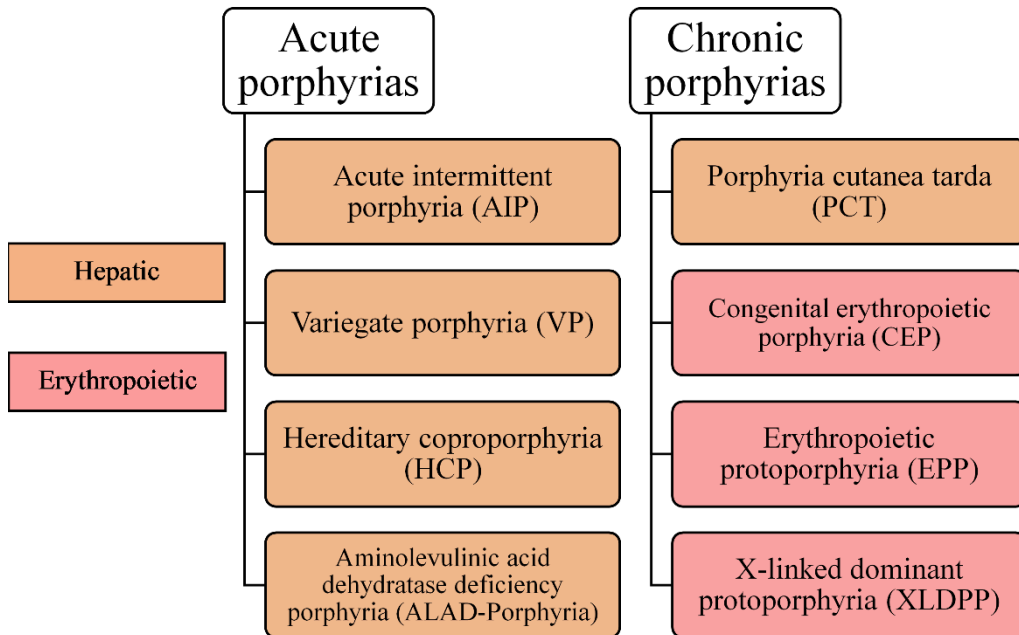 Acute
porphyrias
Acute intermittent
porphyria (AIP)
Variegate porphyria (VP)
Hereditary coproporphyria
(HCP)
Aminolevulinic acid
dehydratase deficiency
porphyria (ALAD-Porphyria)
Chronic
porphyrias
Porphyria cutanea tarda
(PCT)
Congenital erythropoietic
porphyria (CEP)
Erythropoietic
protoporphyria (EPP)
X-linked dominant
protoporphyria (XLDPP)
Hepatic
Erythropoietic